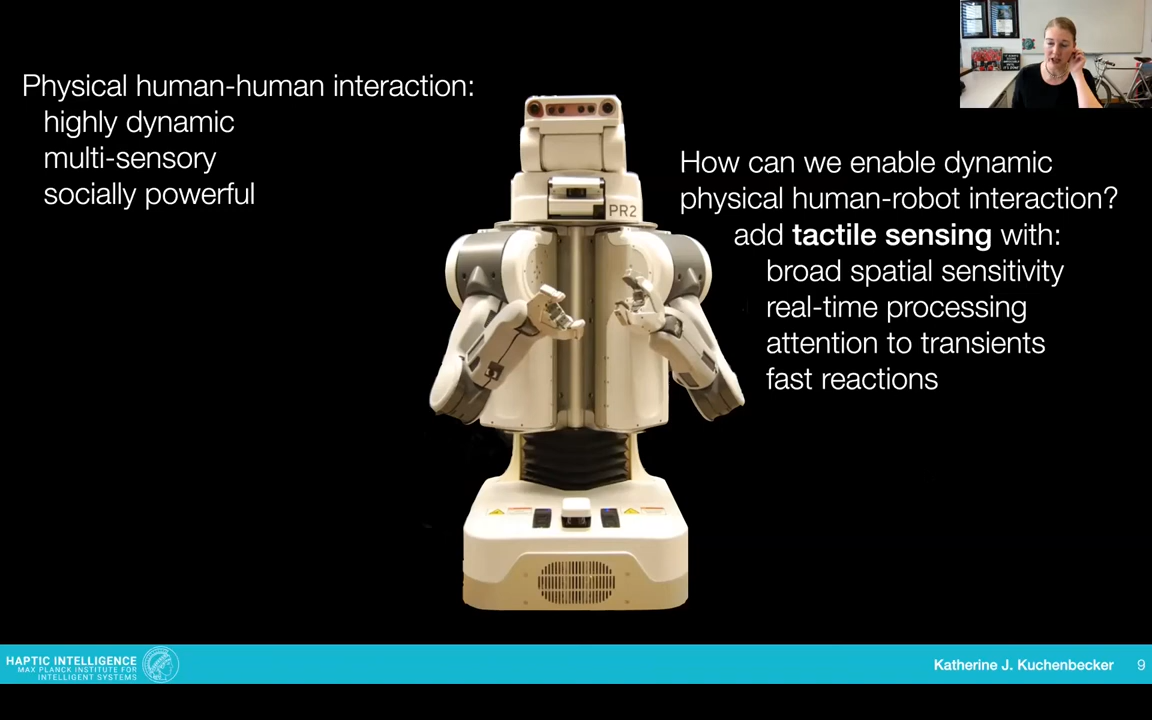 Physical human-human interaction:
highly dynamic
multi-sensory
socially powerful
PR2
How can we enable dynamic
physical human-robot interaction?
add tactile sensing with:
broad spatial sensitivity
real-time processing
attention to transients
fast reactions
HAPTIC INTELLIGENCE
MAX PLANCK INSTITUTE FOR
INTELLIGENT SYSTEMS
Katherine J. Kuchenbecker
9